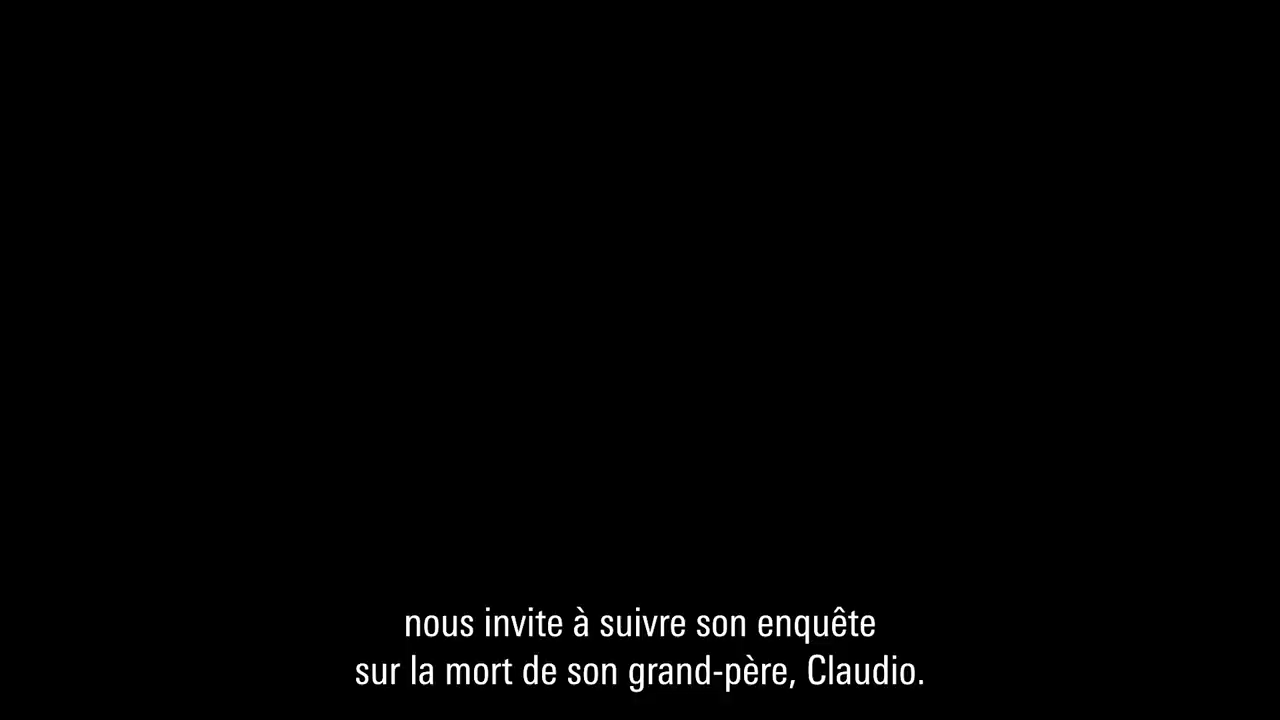 nous invite à suivre son enquête
sur la mort de son grand-père, Claudio.